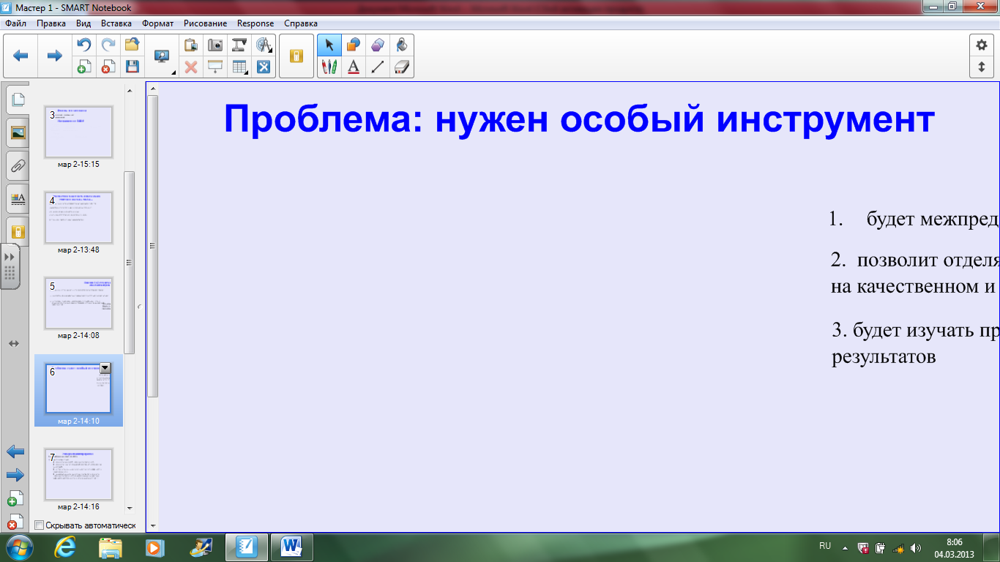 Мастер 1 - SMART Notebook
Файл Правка Вид Вставка Формат Рисование Response Справка
Проблема: нужен особый инструмент
1. будет межпред
2. позволит отделя
на качественном и
3. будет изучать пр
результатов
3
мар 2-15:15
4
мар 2-13:48
5
мар 2-14:08
6
мар 2-14:10
7
мар 2-14:16
Скрывать автоматическ
RU
8:06
04.03.2013